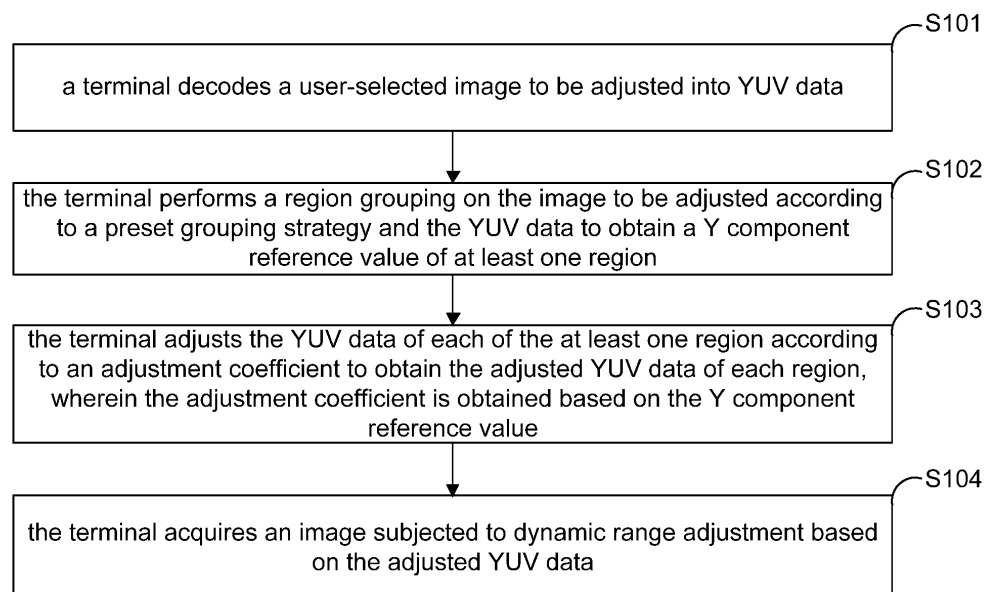 S101
a terminal decodes a user-selected image to be adjusted into YUV data
S102
the terminal performs a region grouping on the image to be adjusted according
to a preset grouping strategy and the YUV data to obtain a Y component
reference value of at least one region
S103
the terminal adjusts the YUV data of each of the at least one region according
to an adjustment coefficient to obtain the adjusted YUV data of each region,
wherein the adjustment coefficient is obtained based on the Y component
reference value
S104
the terminal acquires an image subjected to dynamic range adjustment based
on the adjusted YUV data